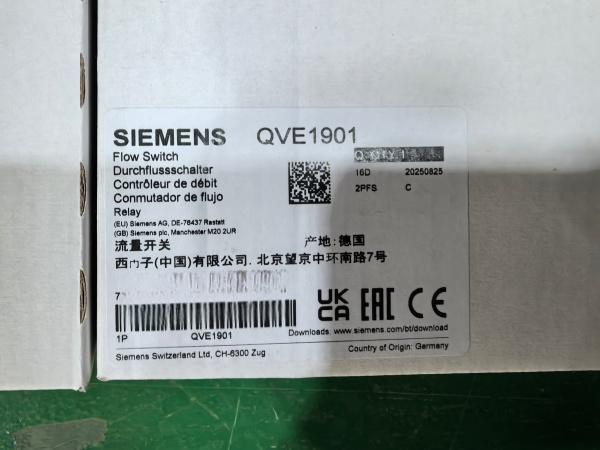 SIEMENS QVE1901
Flow Switch
Durchflussschalter
Contrôleur de débit
Conmutador de flujo
Relay
(EU) Siemens AG, DE-76437 Rastatt
(GB) Siemens plc, Manchester M20 2UR
16D 20250825
2PFS C
流量开关 产地: 德国
西门子(中国)有限公司. 北京望京中环南路7号
7
1P QVE1901
UK CA EAC CE
Downloads: www.siemens.com/bt/download
Siemens Switzerland Ltd, CH-6300 Zug
Country of Origin: Germany